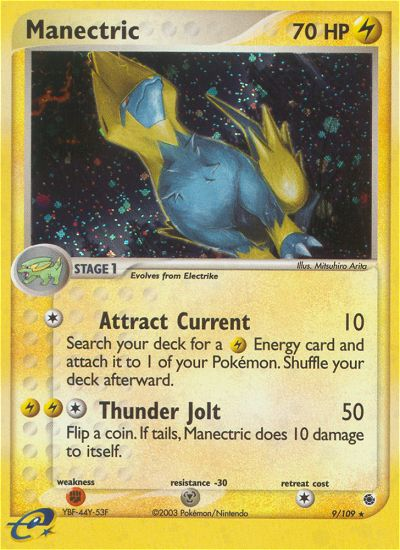 Manectric 70 HP
Illus. Mitsuhiro Arita
STAGE 1
Evolves from Electrike
Attract Current 10
Search your deck for a Energy card and
attach it to 1 of your Pokémon. Shuffle your
deck afterward.
Thunder Jolt 50
Flip a coin. If tails, Manectric does 10 damage
to itself.
weakness resistance -30 retreat cost
YBF-44Y-53F ©2003 Pokémon/Nintendo 9/109 ★
e